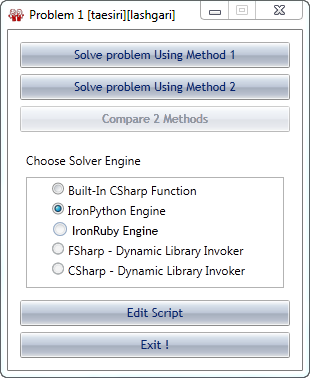 Problem 1 [taesiri][lashgari]
Solve problem Using Method 1
Solve problem Using Method 2
Compare 2 Methods
Choose Solver Engine
Built-In CSharp Function
IronPython Engine
IronRuby Engine
FSharp - Dynamic Library Invoker
CSharp - Dynamic Library Invoker
Edit Script
Exit !